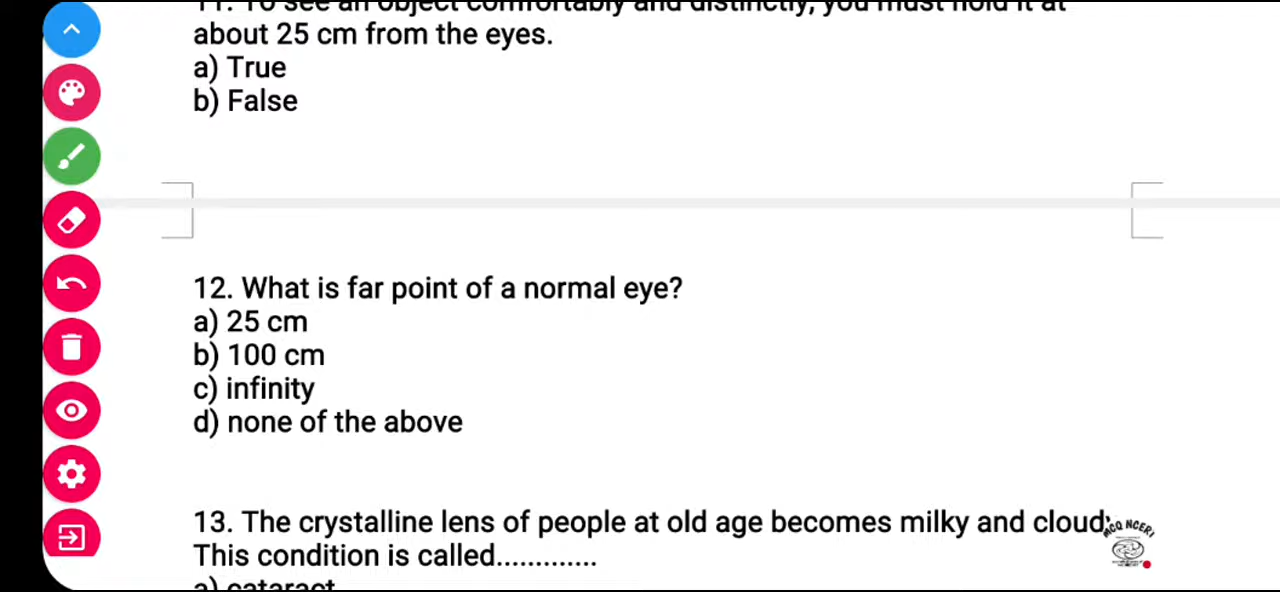 11. To see an object comfortably and distinctly, you must hold it at
about 25 cm from the eyes.
a) True
b) False
12. What is far point of a normal eye?
a) 25 cm
b) 100 cm
c) infinity
d) none of the above
13. The crystalline lens of people at old age becomes milky and cloudy
MCQ NCERT
This condition is called.............
a) cataract